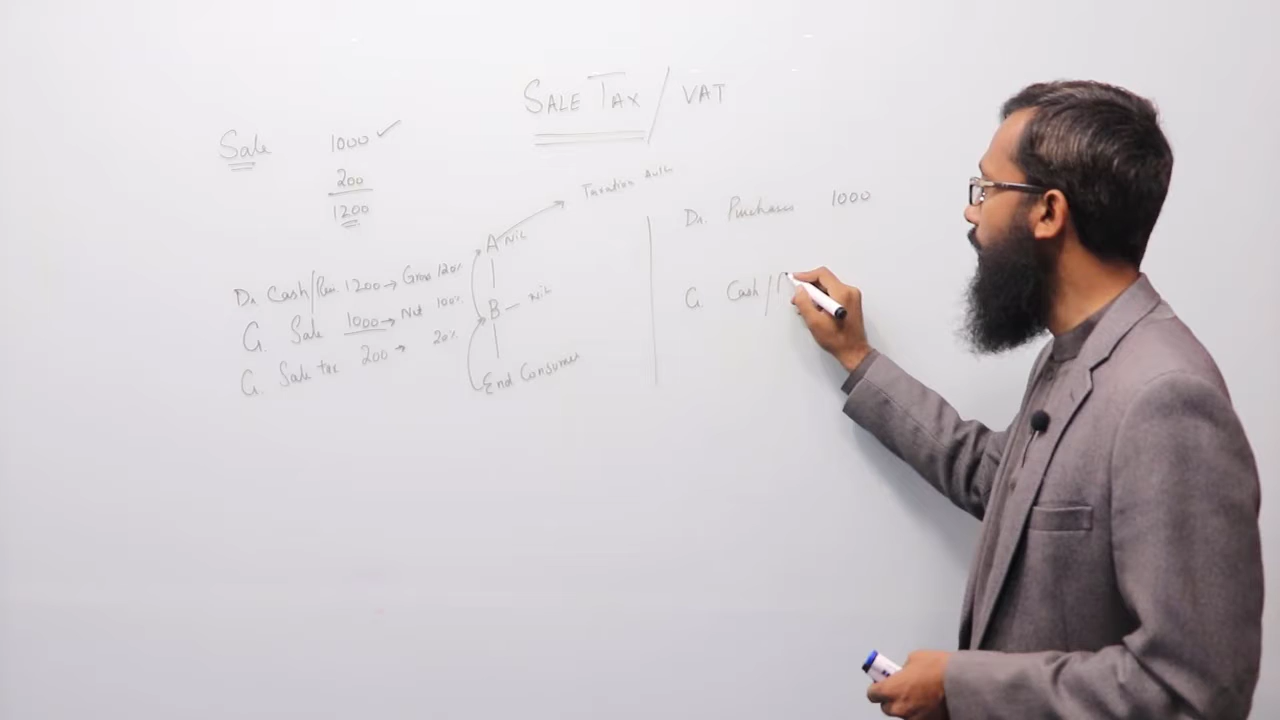 SALE TAX / VAT
Sale 1000 ✓
200
1200
Taxation Auth
A Nil
B - Nil
End Consumer
Dr Cash/Rec 1200 → Gross 120%
Cr. Sale 1000 → Net 100%
Cr. Sale tax 200 → 20%
Dr. Purchases 1000
Cr Cash /